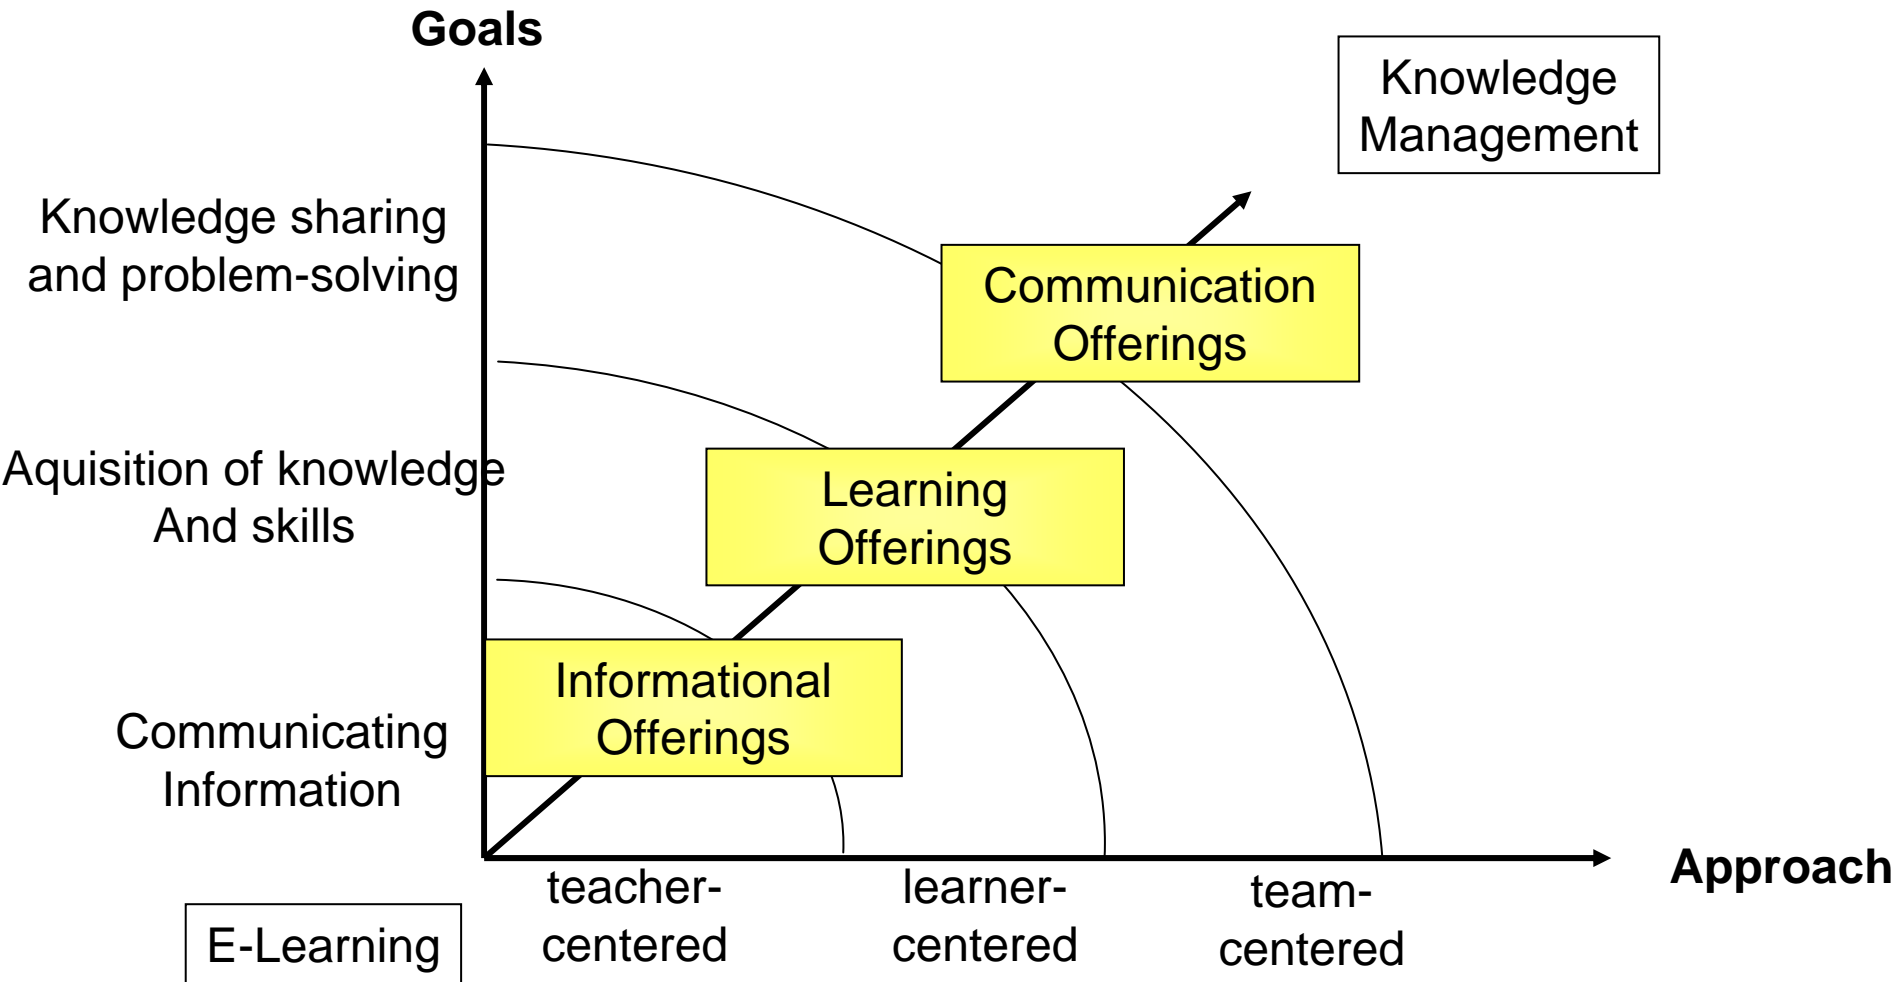 Goals
Knowledge
Management
Knowledge sharing
and problem-solving
Communication
Offerings
Aquisition of knowledge
And skills
Learning
Offerings
Informational
Offerings
Communicating
Information
Approach
teacher-
centered
learner-
centered
team-
centered
E-Learning